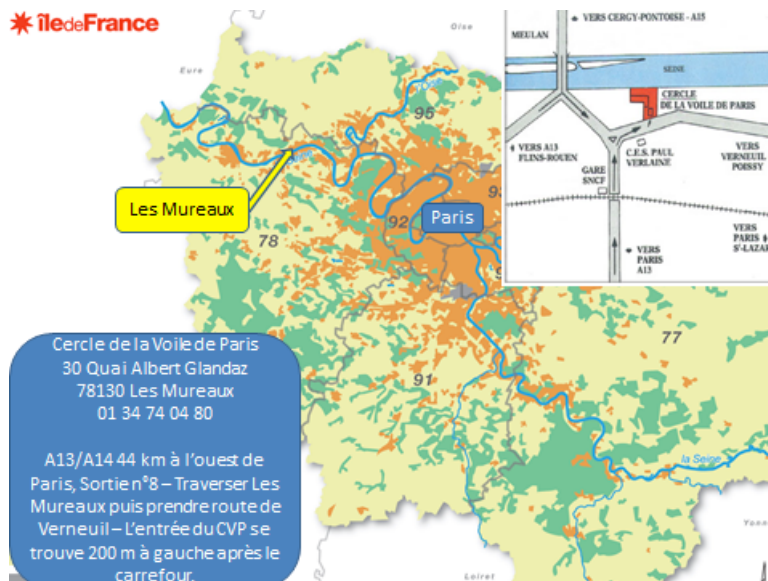 îledeFrance
Oise
Eure
l'Oise
95
Seine
Les Mureaux
78
92
Paris
93
77
91
la Seine
Yonne
Loiret
VERS CERGY-PONTOISE - A15
MEULAN
SEINE
CERCLE
DE LA VOILE DE PARIS
VERS A13
FLINS-ROUEN
C.E.S. PAUL
VERLAINE
GARE
SNCF
VERS
VERNEUIL
POISSY
VERS
PARIS
St-LAZAR
VERS
PARIS
A13
Cercle de la Voile de Paris
30 Quai Albert Glandaz
78130 Les Mureaux
01 34 74 04 80
A13/A14 44 km à l'ouest de
Paris, Sortie n°8 – Traverser Les
Mureaux puis prendre route de
Verneuil – L'entrée du CVP se
trouve 200 m à gauche après le
carrefour.